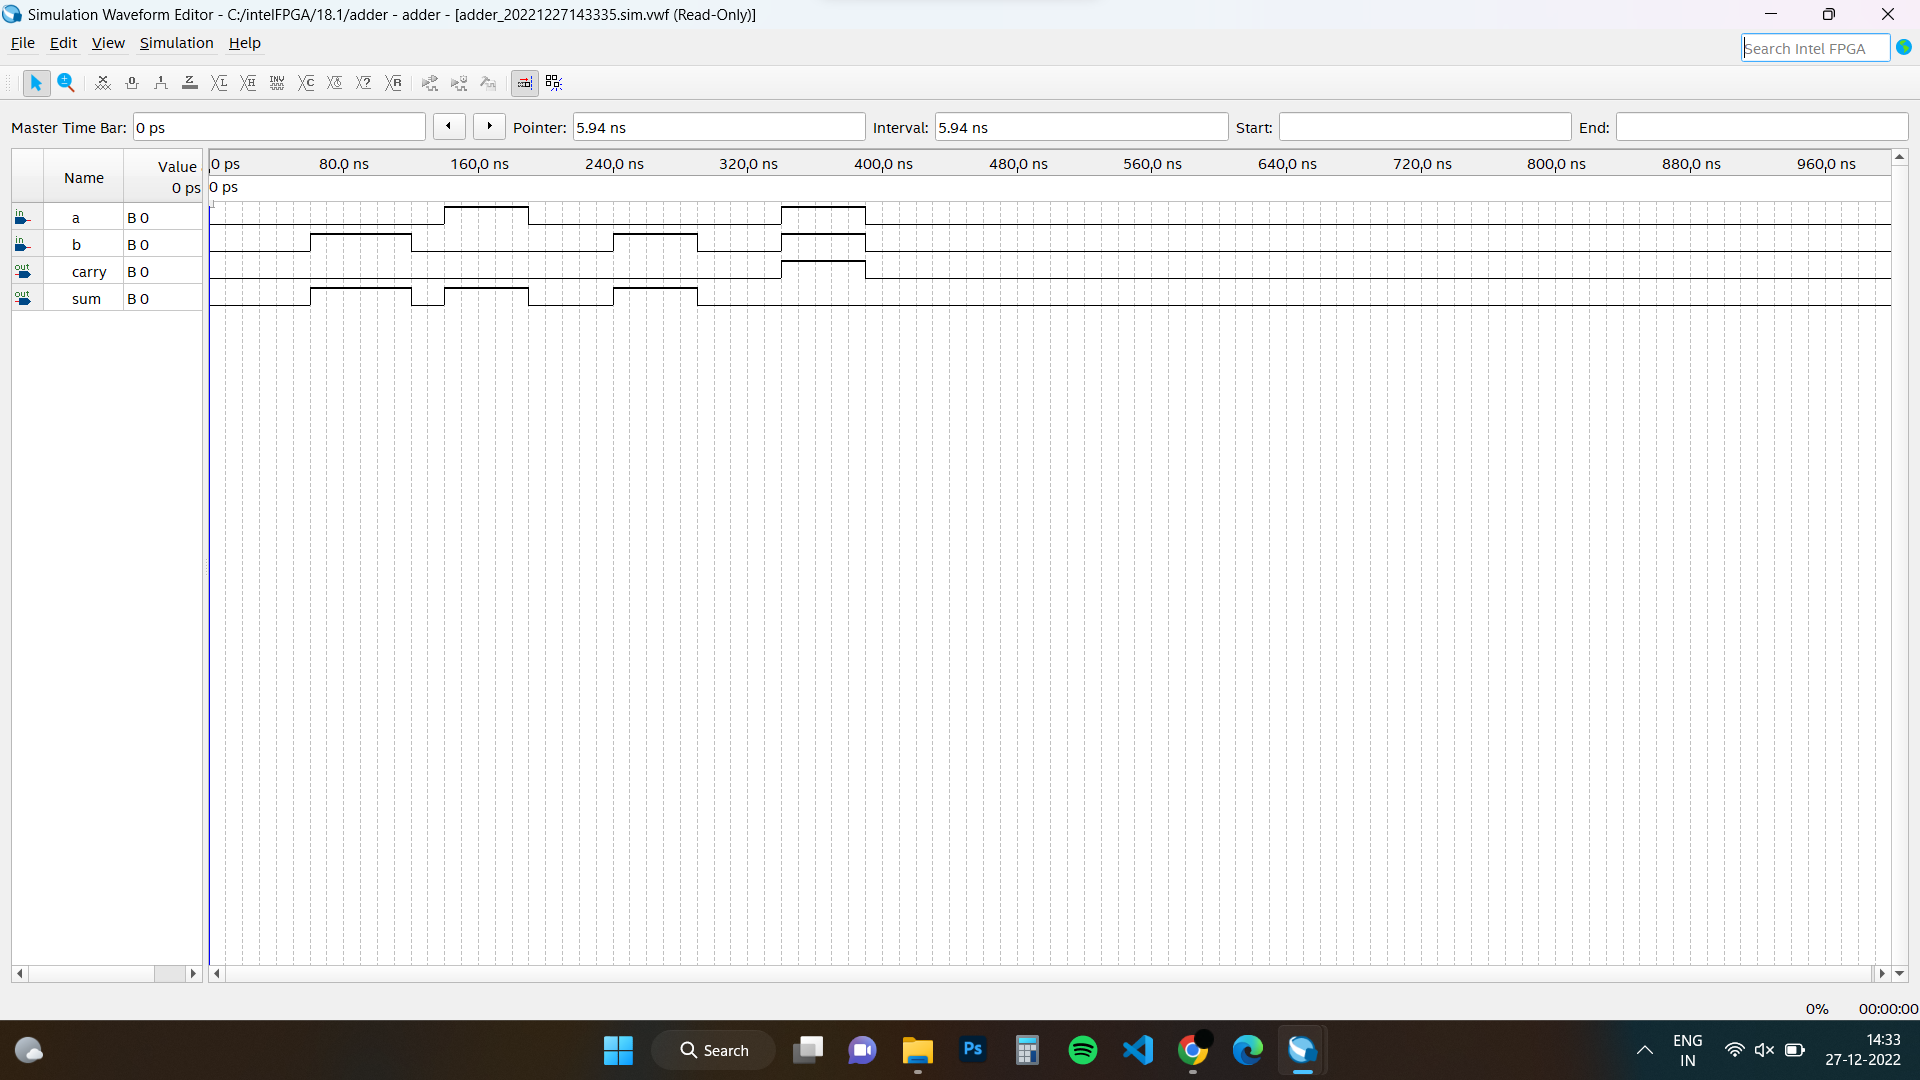 Simulation Waveform Editor - C:/intelFPGA/18.1/adder - adder - [adder_20221227143335.sim.vwf (Read-Only)]
File Edit View Simulation Help
Search Intel FPGA
Master Time Bar: 0 ps Pointer: 5.94 ns Interval: 5.94 ns Start: End:
Name Value 0 ps
0 ps 80.0 ns 160.0 ns 240.0 ns 320.0 ns 400.0 ns 480.0 ns 560.0 ns 640.0 ns 720.0 ns 800.0 ns 880.0 ns 960.0 ns
0 ps
in a B 0
in b B 0
out carry B 0
out sum B 0
0% 00:00:00
Search
Ps
ENG
IN
14:33
27-12-2022